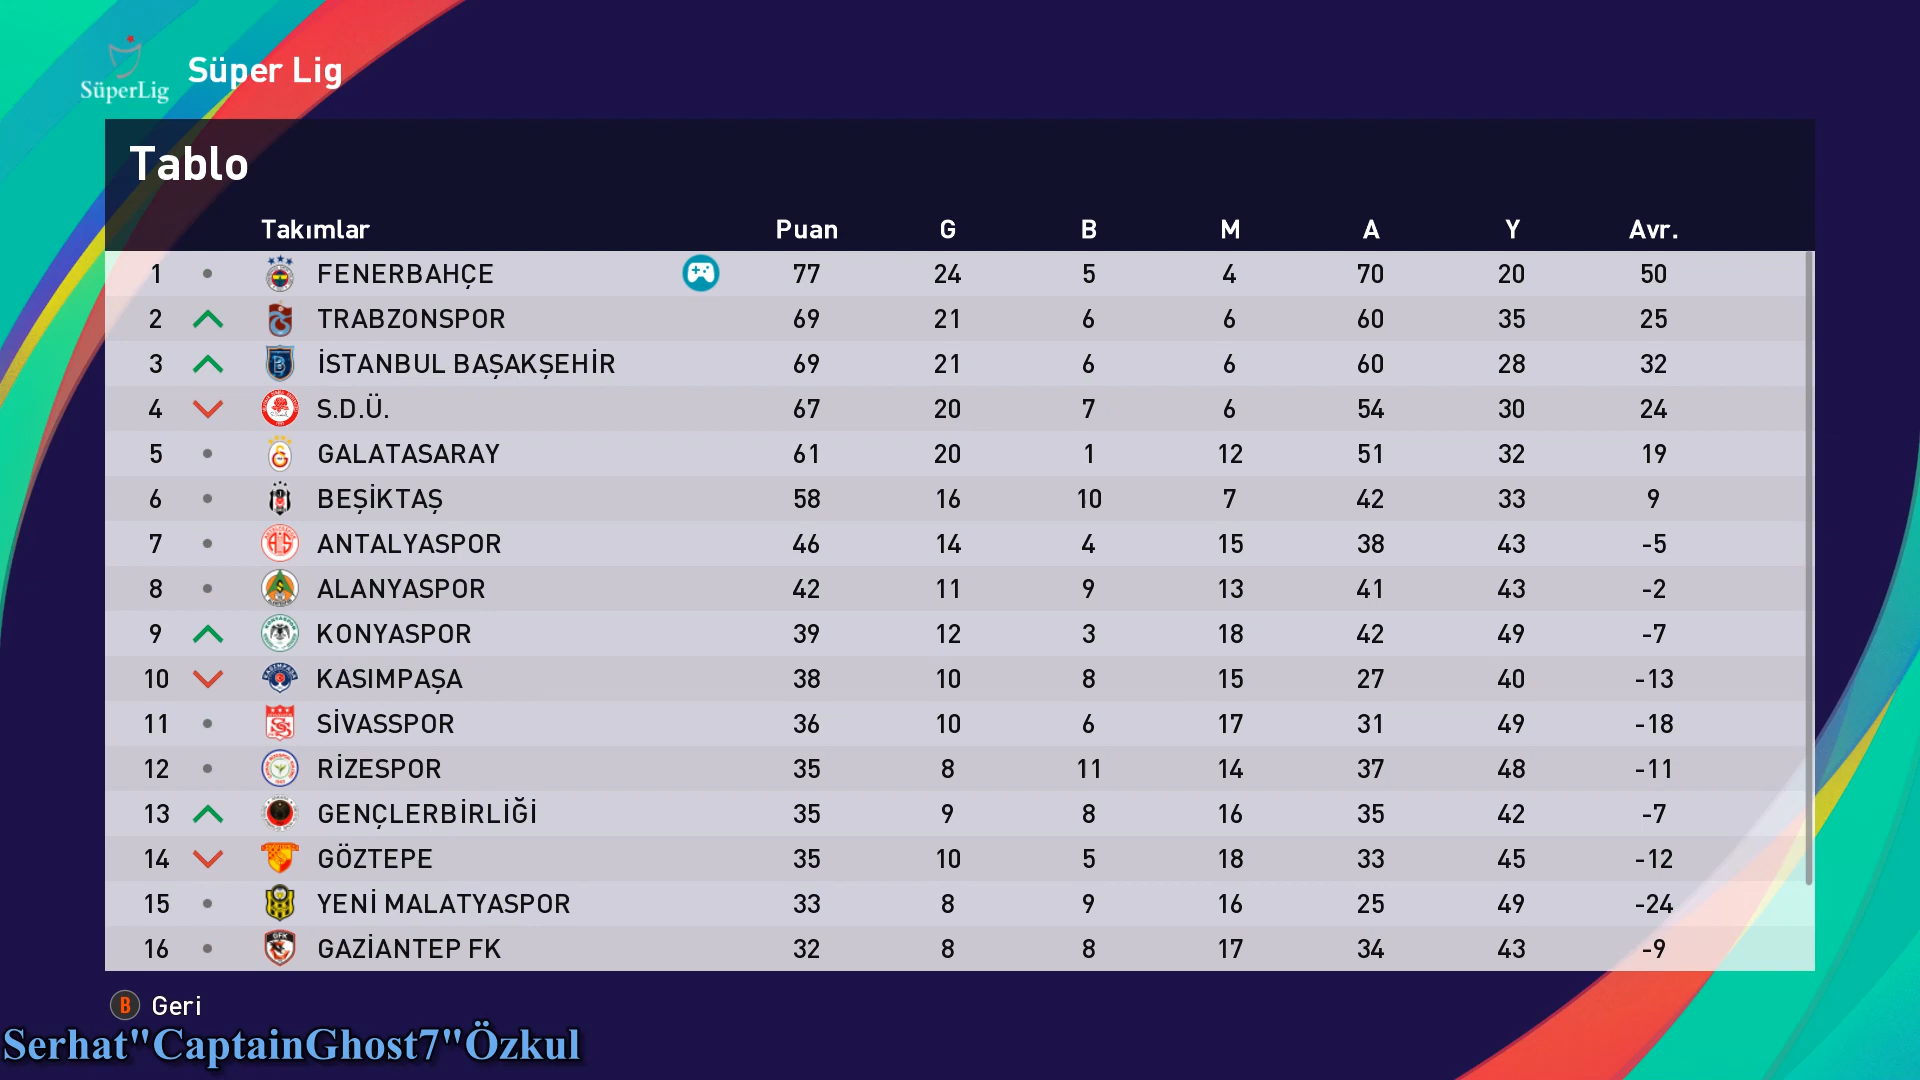 SüperLig Süper Lig
Tablo
Takımlar Puan G B M A Y Avr.
1 FENERBAHÇE 77 24 5 4 70 20 50
2 TRABZONSPOR 69 21 6 6 60 35 25
3 İSTANBUL BAŞAKŞEHİR 69 21 6 6 60 28 32
4 S.D.Ü. 67 20 7 6 54 30 24
5 GALATASARAY 61 20 1 12 51 32 19
6 BEŞİKTAŞ 58 16 10 7 42 33 9
7 ANTALYASPOR 46 14 4 15 38 43 -5
8 ALANYASPOR 42 11 9 13 41 43 -2
9 KONYASPOR 39 12 3 18 42 49 -7
10 KASIMPAŞA 38 10 8 15 27 40 -13
11 SİVASSPOR 36 10 6 17 31 49 -18
12 RİZESPOR 35 8 11 14 37 48 -11
13 GENÇLERBİRLİĞİ 35 9 8 16 35 42 -7
14 GÖZTEPE 35 10 5 18 33 45 -12
15 YENİ MALATYASPOR 33 8 9 16 25 49 -24
16 GAZİANTEP FK 32 8 8 17 34 43 -9
B Geri
Serhat"CaptainGhost7"Özkul